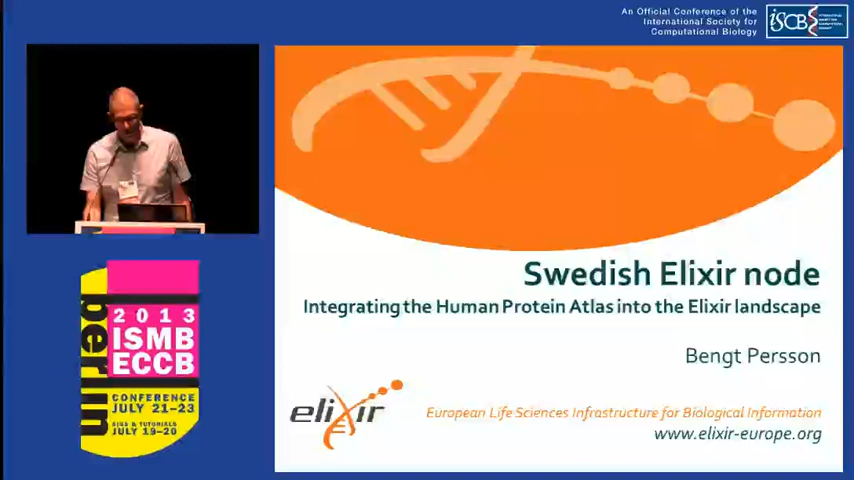 An Official Conference of the
International Society for
Computational Biology
iSCB
Swedish Elixir node
Integrating the Human Protein Atlas into the Elixir landscape
Bengt Persson
elixir
European Life Sciences Infrastructure for Biological Information
www.elixir-europe.org
berlin
2013
ISMB
ECCB
CONFERENCE
JULY 21-23
SIGS & TUTORIALS
JULY 19-20